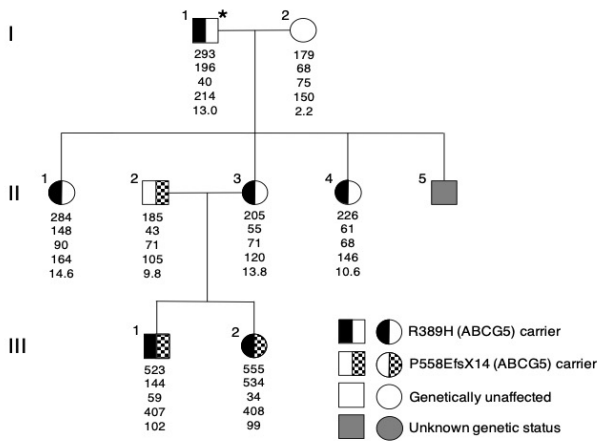 I
1 * 2
293 179
196 68
40 75
214 150
13.0 2.2
II
1 2 3 4 5
284 185 205 226
148 43 55 61
90 71 71 68
164 105 120 146
14.6 9.8 13.8 10.6
III
1 2
523 555
144 534
59 34
407 408
102 99
R389H (ABCG5) carrier
P558EfsX14 (ABCG5) carrier
Genetically unaffected
Unknown genetic status